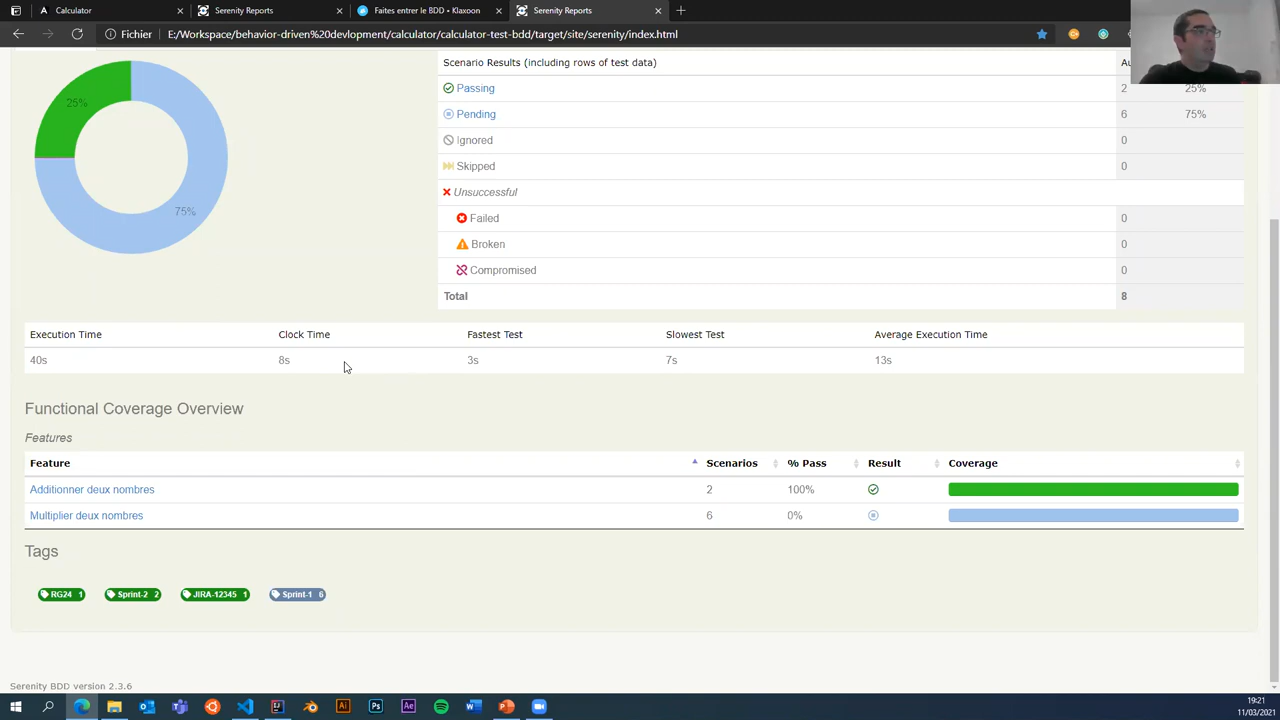 Calculator
Serenity Reports
Faites entrer le BDD • Klaxoon
Serenity Reports
Fichier
E:/Workspace/behavior-driven%20devlopment/calculator/calculator-test-bdd/target/site/serenity/index.html
25%
75%
Scenario Results (including rows of test data) Au
Passing 2 25%
Pending 6 75%
Ignored 0
Skipped 0
Unsuccessful
Failed 0
Broken 0
Compromised 0
Total 8
Execution Time Clock Time Fastest Test Slowest Test Average Execution Time
40s 8s 3s 7s 13s
Functional Coverage Overview
Features
Feature Scenarios % Pass Result Coverage
Additionner deux nombres 2 100%
Multiplier deux nombres 6 0%
Tags
RG24 1 Sprint-2 2 JIRA-12345 1 Sprint-1 6
Serenity BDD version 2.3.6
Ai Ps Ae
19:21
11/03/2021